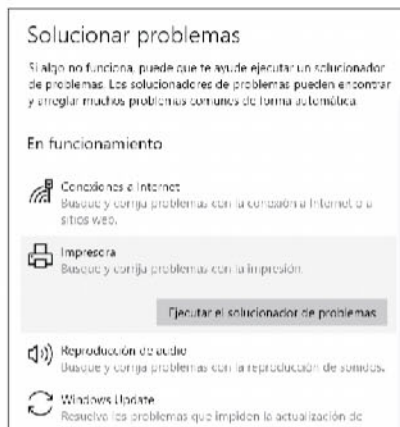 Solucionar problemas
Si algo no funciona, puede que te ayude ejecutar un solucionador
de problemas. Los solucionadores de problemas pueden encontrar
y arreglar muchos problemas comunes de forma automática.
En funcionamiento
Conexiones a Internet
Busque y corrija problemas con la conexión a Internet o a
sitios web.
Impresora
Busque y corrija problemas con la impresión.
Ejecutar el solucionador de problemas
Reproducción de audio
Busque y corrija problemas con la reproducción de sonidos.
Windows Update
Resuelva los problemas que impiden la actualización de